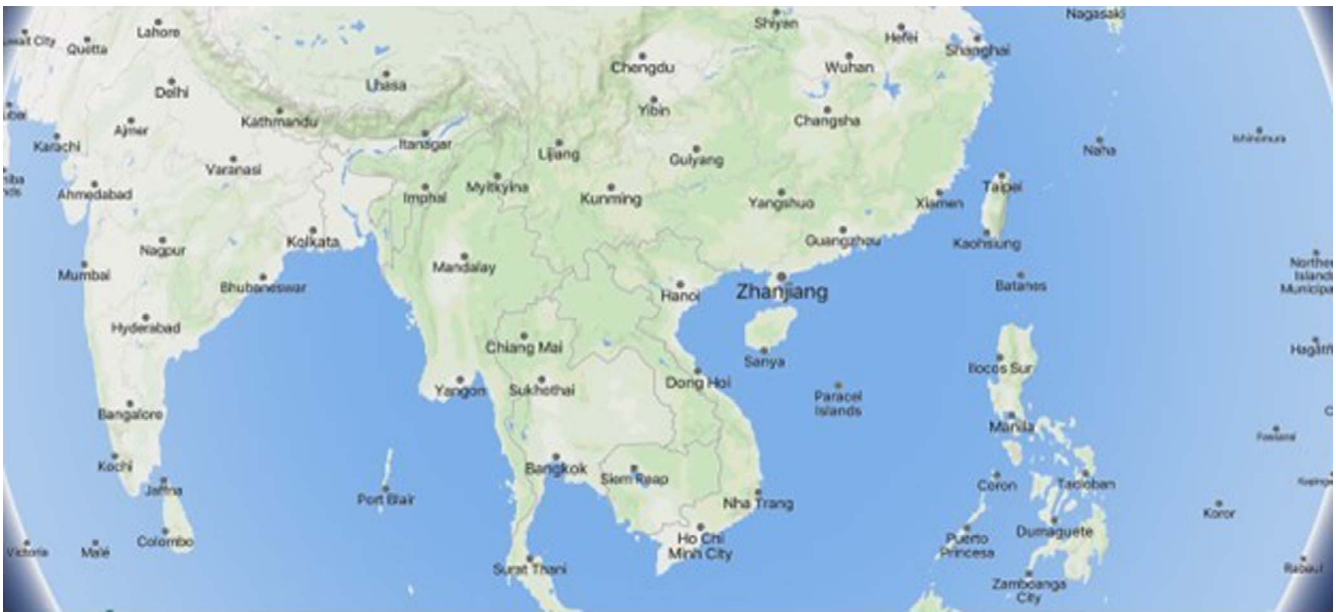 Nagasaki
Shiyan
Lahore
Hefei
Quetta
Shanghai
Chengdu
Wuhan
Lhasa
Delhi
Yibin
Kathmandu
Changsha
Ajmer
Itanagar
Karachi
Naha
Lijiang
Guiyang
Varanasi
Taipei
Myitkyina
Ahmedabad
Imphal
Kunming
Yangshuo
Xiamen
Kolkata
Guangzhou
Kaohsiung
Nagpur
Mumbai
Mandalay
Bhubaneswar
Hanoi
Zhanjiang
Batanes
Hyderabad
Chiang Mai
Sanya
Ilocos Sur
Yangon
Sukhothai
Dong Hoi
Paracel
Islands
Bangalore
Manila
Kochi
Bangkok
Siem Reap
Jaffna
Port Blair
Coron
Tacloban
Nha Trang
Koror
Colombo
Ho Chi
Minh City
Dumaguete
Puerto
Princesa
Victoria
Malé
Surat Thani
Rabaul
Zamboanga
City